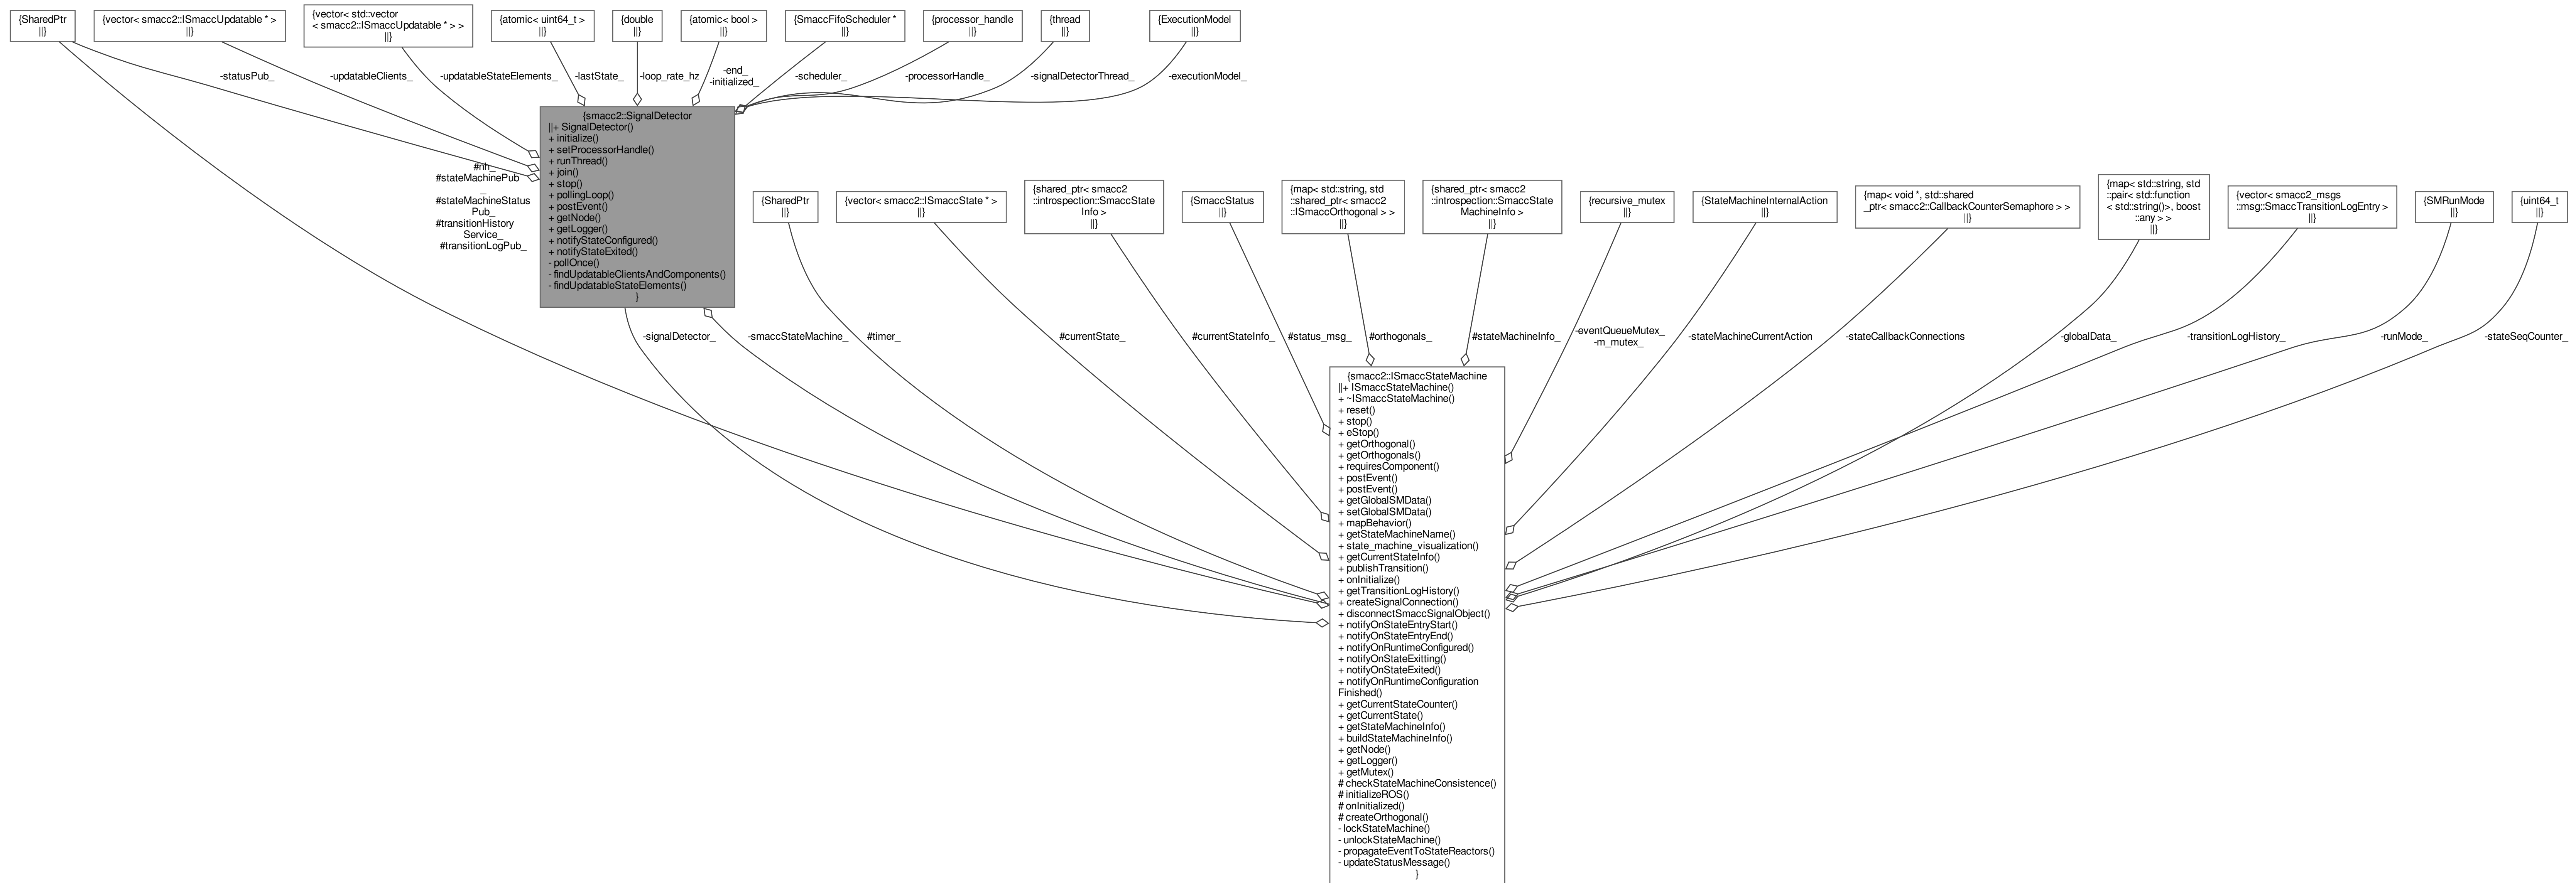 {SharedPtr
||}
{vector< smacc2::ISmaccUpdatable * >
||}
{vector< std::vector
< smacc2::ISmaccUpdatable * > >
||}
{atomic< uint64_t >
||}
{double
||}
{atomic< bool >
||}
{SmaccFifoScheduler *
||}
{processor_handle
||}
{thread
||}
{ExecutionModel
||}
-statusPub_
-updatableClients_
-updatableStateElements_
-lastState_
-loop_rate_hz
-end_
-initialized_
-scheduler_
-processorHandle_
-signalDetectorThread_
-executionModel_
{smacc2::SignalDetector
||+ SignalDetector()
+ initialize()
+ setProcessorHandle()
+ runThread()
+ join()
+ stop()
+ pollingLoop()
+ postEvent()
+ getNode()
+ getLogger()
+ notifyStateConfigured()
+ notifyStateExited()
- pollOnce()
- findUpdatableClientsAndComponents()
- findUpdatableStateElements()
}
#nh_
#stateMachinePub
_
#stateMachineStatus
Pub_
#transitionHistory
Service_
#transitionLogPub_
{SharedPtr
||}
{vector< smacc2::ISmaccState * >
||}
{shared_ptr< smacc2
::introspection::SmaccState
Info >
||}
{SmaccStatus
||}
{map< std::string, std
::shared_ptr< smacc2
::ISmaccOrthogonal > >
||}
{shared_ptr< smacc2
::introspection::SmaccState
MachineInfo >
||}
{recursive_mutex
||}
{StateMachineInternalAction
||}
{map< void *, std::shared
_ptr< smacc2::CallbackCounterSemaphore > >
||}
{map< std::string, std
::pair< std::function
< std::string()>, boost
::any > >
||}
{vector< smacc2_msgs
::msg::SmaccTransitionLogEntry >
||}
{SMRunMode
||}
{uint64_t
||}
-signalDetector_
-smaccStateMachine_
#timer_
#currentState_
#currentStateInfo_
#status_msg_
#orthogonals_
#stateMachineInfo_
-eventQueueMutex_
-m_mutex_
-stateMachineCurrentAction
-stateCallbackConnections
-globalData_
-transitionLogHistory_
-runMode_
-stateSeqCounter_
{smacc2::ISmaccStateMachine
||+ ISmaccStateMachine()
+ ~ISmaccStateMachine()
+ reset()
+ stop()
+ eStop()
+ getOrthogonal()
+ getOrthogonals()
+ requiresComponent()
+ postEvent()
+ postEvent()
+ getGlobalSMData()
+ setGlobalSMData()
+ mapBehavior()
+ getStateMachineName()
+ state_machine_visualization()
+ getCurrentStateInfo()
+ publishTransition()
+ onInitialize()
+ getTransitionLogHistory()
+ createSignalConnection()
+ disconnectSmaccSignalObject()
+ notifyOnStateEntryStart()
+ notifyOnStateEntryEnd()
+ notifyOnRuntimeConfigured()
+ notifyOnStateExitting()
+ notifyOnStateExited()
+ notifyOnRuntimeConfiguration
Finished()
+ getCurrentStateCounter()
+ getCurrentState()
+ getStateMachineInfo()
+ buildStateMachineInfo()
+ getNode()
+ getLogger()
+ getMutex()
# checkStateMachineConsistence()
# initializeROS()
# onInitialized()
# createOrthogonal()
- lockStateMachine()
- unlockStateMachine()
- propagateEventToStateReactors()
- updateStatusMessage()
}